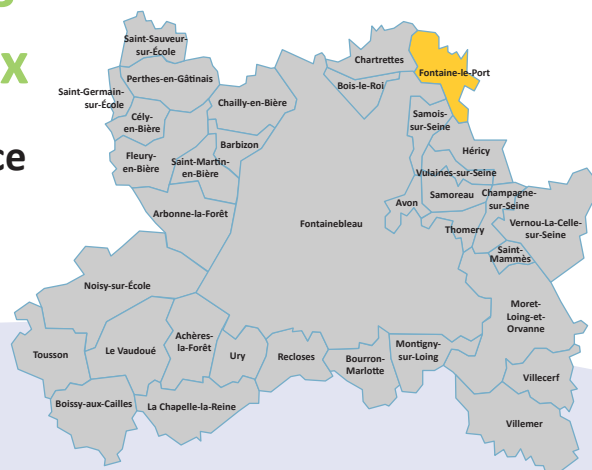 x
ce
Saint-Sauveur-
sur-École
Perthes-en-Gâtinais
Saint-Germain-
sur-École
Cély-
en-Bière
Chailly-en-Bière
Barbizon
Fleury-
en-Bière
Saint-Martin-
en-Bière
Arbonne-la-Forêt
Chartrettes
Bois-le-Roi
Fontaine-le-Port
Samois-
sur-Seine
Héricy
Vulaines-sur-Seine
Samoreau
Champagne-
sur-Seine
Avon
Fontainebleau
Thomery
Vernou-La-Celle-
sur-Seine
Saint-
Mammès
Noisy-sur-École
Moret-
Loing-et-
Orvanne
Tousson
Le Vaudoué
Achères-
la-Forêt
Ury
Recloses
Bourron-
Marlotte
Montigny-
sur-Loing
Villecerf
Boissy-aux-Cailles
La Chapelle-la-Reine
Villemer